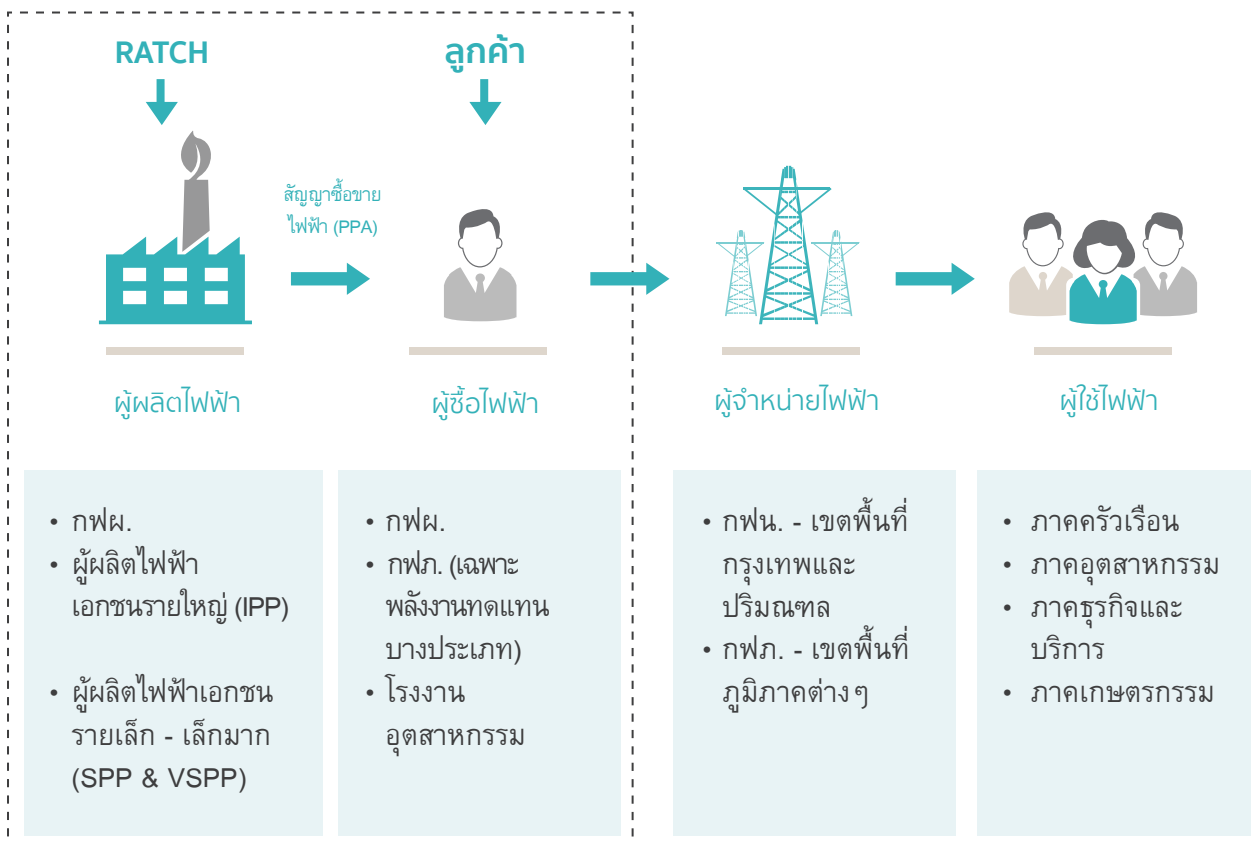 RATCH
ลูกค้า
สัญญาซื้อขาย
ไฟฟ้า (PPA)
ผู้ผลิตไฟฟ้า
ผู้ซื้อไฟฟ้า
ผู้จำหน่ายไฟฟ้า
ผู้ใช้ไฟฟ้า
• กฟผ.
• ผู้ผลิตไฟฟ้า
เอกชนรายใหญ่ (IPP)
• ผู้ผลิตไฟฟ้าเอกชน
รายเล็ก - เล็กมาก
(SPP & VSPP)
• กฟผ.
• กฟภ. (เฉพาะ
พลังงานทดแทน
บางประเภท)
• โรงงาน
อุตสาหกรรม
• กฟน. - เขตพื้นที่
กรุงเทพและ
ปริมณฑล
• กฟภ. - เขตพื้นที่
ภูมิภาคต่าง ๆ
• ภาคครัวเรือน
• ภาคอุตสาหกรรม
• ภาคธุรกิจและ
บริการ
• ภาคเกษตรกรรม